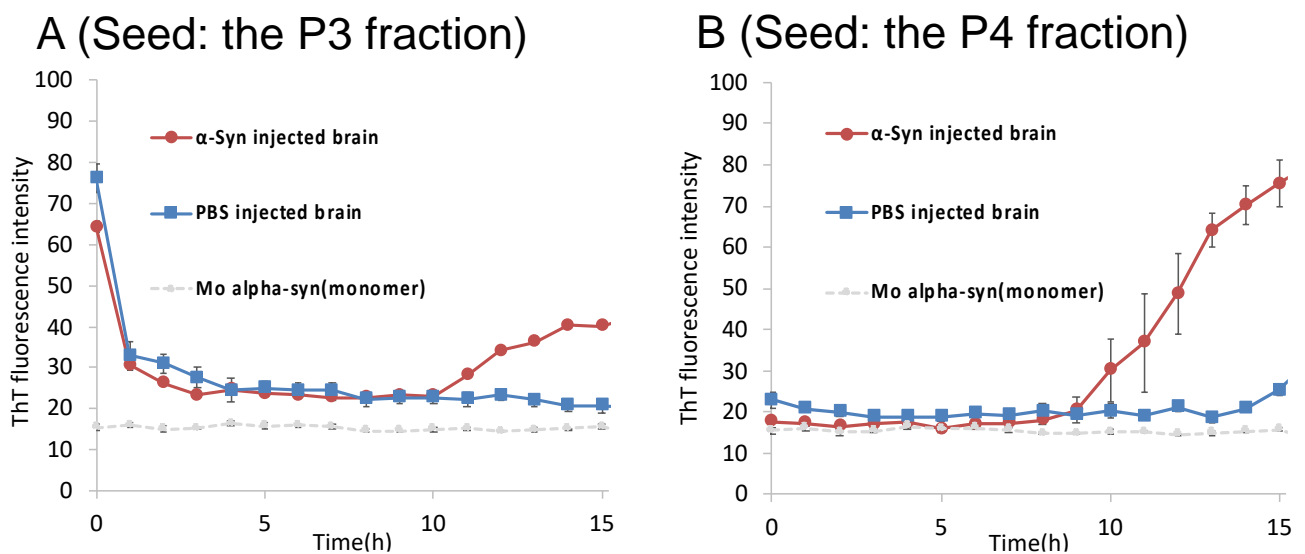 A (Seed: the P3 fraction)
100
90
80
70
60
50
40
30
20
10
0
ThT fluorescence intensity
α-Syn injected brain
PBS injected brain
Mo alpha-syn(monomer)
0 5 10 15
Time(h)
B (Seed: the P4 fraction)
100
90
80
70
60
50
40
30
20
10
0
ThT fluorescence intensity
α-Syn injected brain
PBS injected brain
Mo alpha-syn(monomer)
0 5 10 15
Time(h)